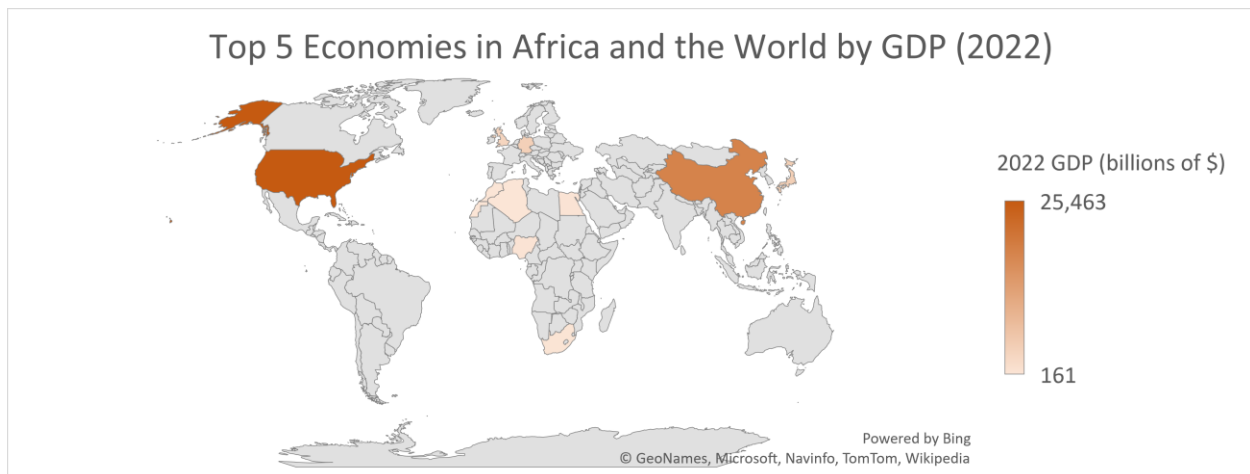 Top 5 Economies in Africa and the World by GDP (2022)
2022 GDP (billions of $)
25,463
161
Powered by Bing
© GeoNames, Microsoft, Navinfo, TomTom, Wikipedia